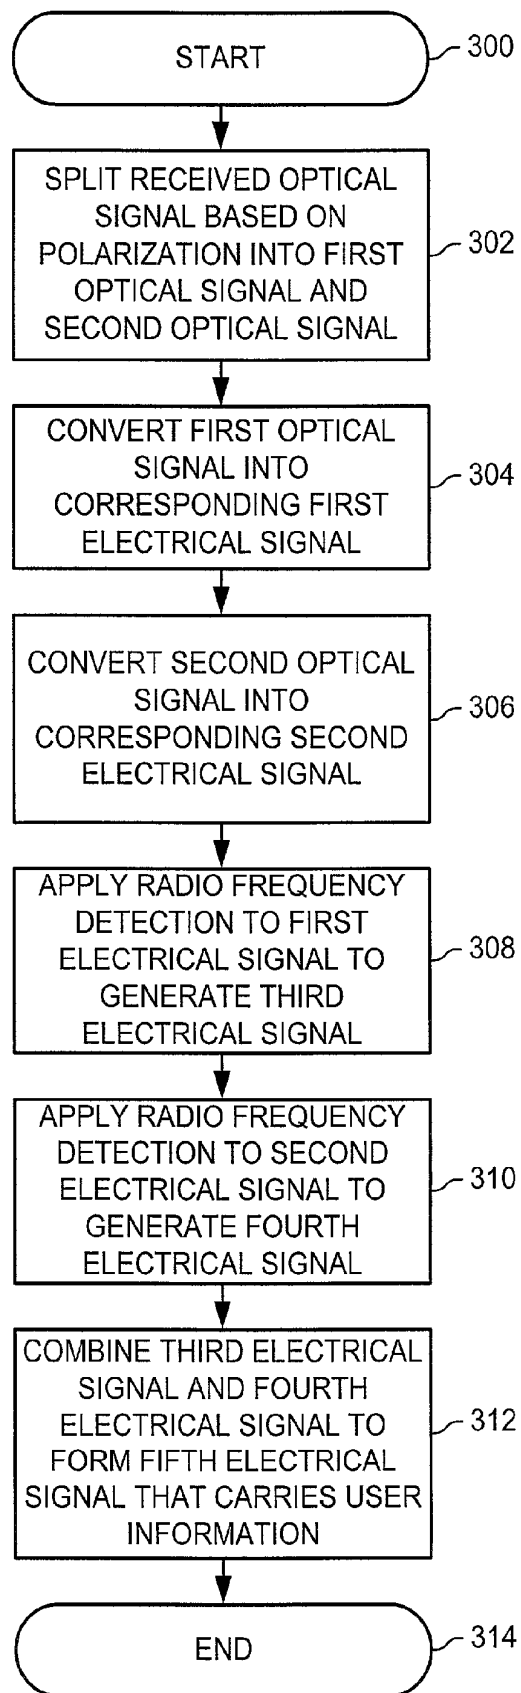 START
300
SPLIT RECEIVED OPTICAL
SIGNAL BASED ON
POLARIZATION INTO FIRST
OPTICAL SIGNAL AND
SECOND OPTICAL SIGNAL
302
CONVERT FIRST OPTICAL
SIGNAL INTO
CORRESPONDING FIRST
ELECTRICAL SIGNAL
304
CONVERT SECOND OPTICAL
SIGNAL INTO
CORRESPONDING SECOND
ELECTRICAL SIGNAL
306
APPLY RADIO FREQUENCY
DETECTION TO FIRST
ELECTRICAL SIGNAL TO
GENERATE THIRD
ELECTRICAL SIGNAL
308
APPLY RADIO FREQUENCY
DETECTION TO SECOND
ELECTRICAL SIGNAL TO
GENERATE FOURTH
ELECTRICAL SIGNAL
310
COMBINE THIRD ELECTRICAL
SIGNAL AND FOURTH
ELECTRICAL SIGNAL TO
FORM FIFTH ELECTRICAL
SIGNAL THAT CARRIES USER
INFORMATION
312
END
314